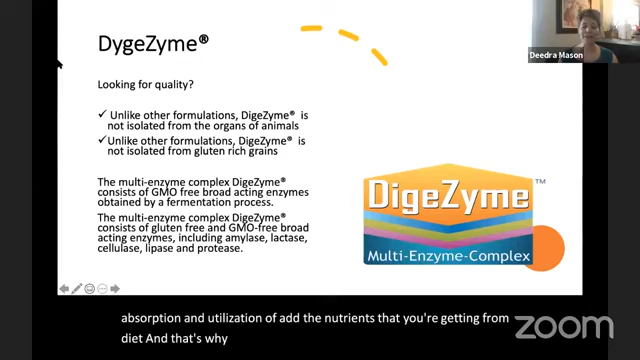 DygeZyme®
Deedra Mason
Looking for quality?
✓ Unlike other formulations, DigeZyme® is
not isolated from the organs of animals
✓ Unlike other formulations, DigeZyme® is
not isolated from gluten rich grains
The multi-enzyme complex DigeZyme®
consists of GMO free broad acting enzymes
obtained by a fermentation process.
The multi-enzyme complex DigeZyme®
consists of gluten free and GMO-free broad
acting enzymes, including amylase, lactase,
cellulase, lipase and protease.
DigeZyme™
Multi-Enzyme-Complex
absorption and utilization of add the nutrients that you're getting from
diet And that's why
zoom